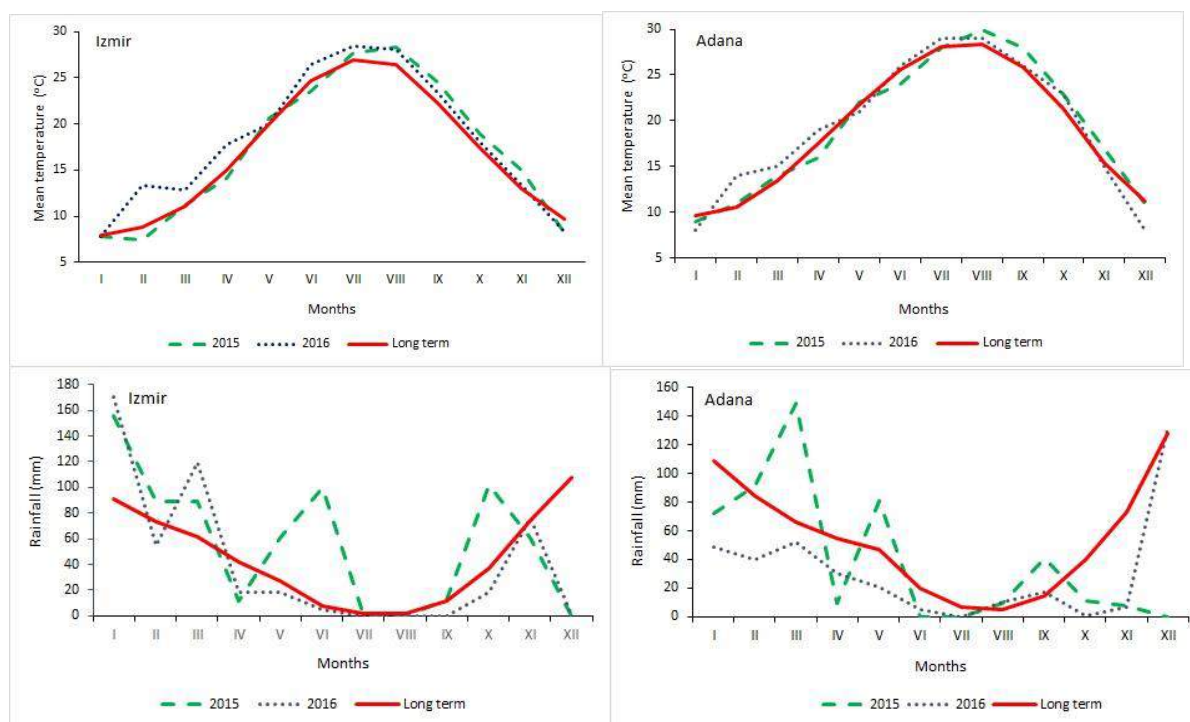 Izmir
Mean temperature (°C)
30
25
20
15
10
5
I II III IV V VI VII VIII IX X XI XII
Months
2015 2016 Long term
Adana
Mean temperature (°C)
30
25
20
15
10
5
I II III IV V VI VII VIII IX X XI XII
Months
2015 2016 Long term
Izmir
Rainfall (mm)
180
160
140
120
100
80
60
40
20
0
I II III IV V VI VII VIII IX X XI XII
Months
2015 2016 Long term
Adana
Rainfall (mm)
160
140
120
100
80
60
40
20
0
I II III IV V VI VII VIII IX X XI XII
Months
2015 2016 Long term